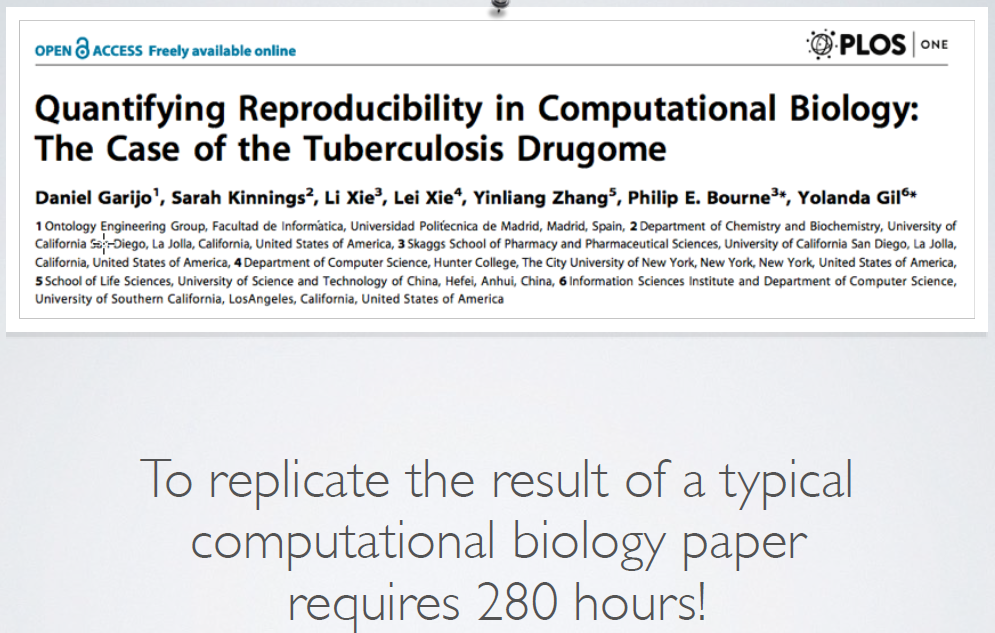 OPEN ACCESS Freely available online
PLOS ONE
Quantifying Reproducibility in Computational Biology:
The Case of the Tuberculosis Drugome
Daniel Garijo1, Sarah Kinnings2, Li Xie3, Lei Xie4, Yinliang Zhang5, Philip E. Bourne3*, Yolanda Gil6*
1 Ontology Engineering Group, Facultad de Informática, Universidad Politécnica de Madrid, Madrid, Spain, 2 Department of Chemistry and Biochemistry, University of
California San Diego, La Jolla, California, United States of America, 3 Skaggs School of Pharmacy and Pharmaceutical Sciences, University of California San Diego, La Jolla,
California, United States of America, 4 Department of Computer Science, Hunter College, The City University of New York, New York, New York, United States of America,
5 School of Life Sciences, University of Science and Technology of China, Hefei, Anhui, China, 6 Information Sciences Institute and Department of Computer Science,
University of Southern California, LosAngeles, California, United States of America
To replicate the result of a typical
computational biology paper
requires 280 hours!